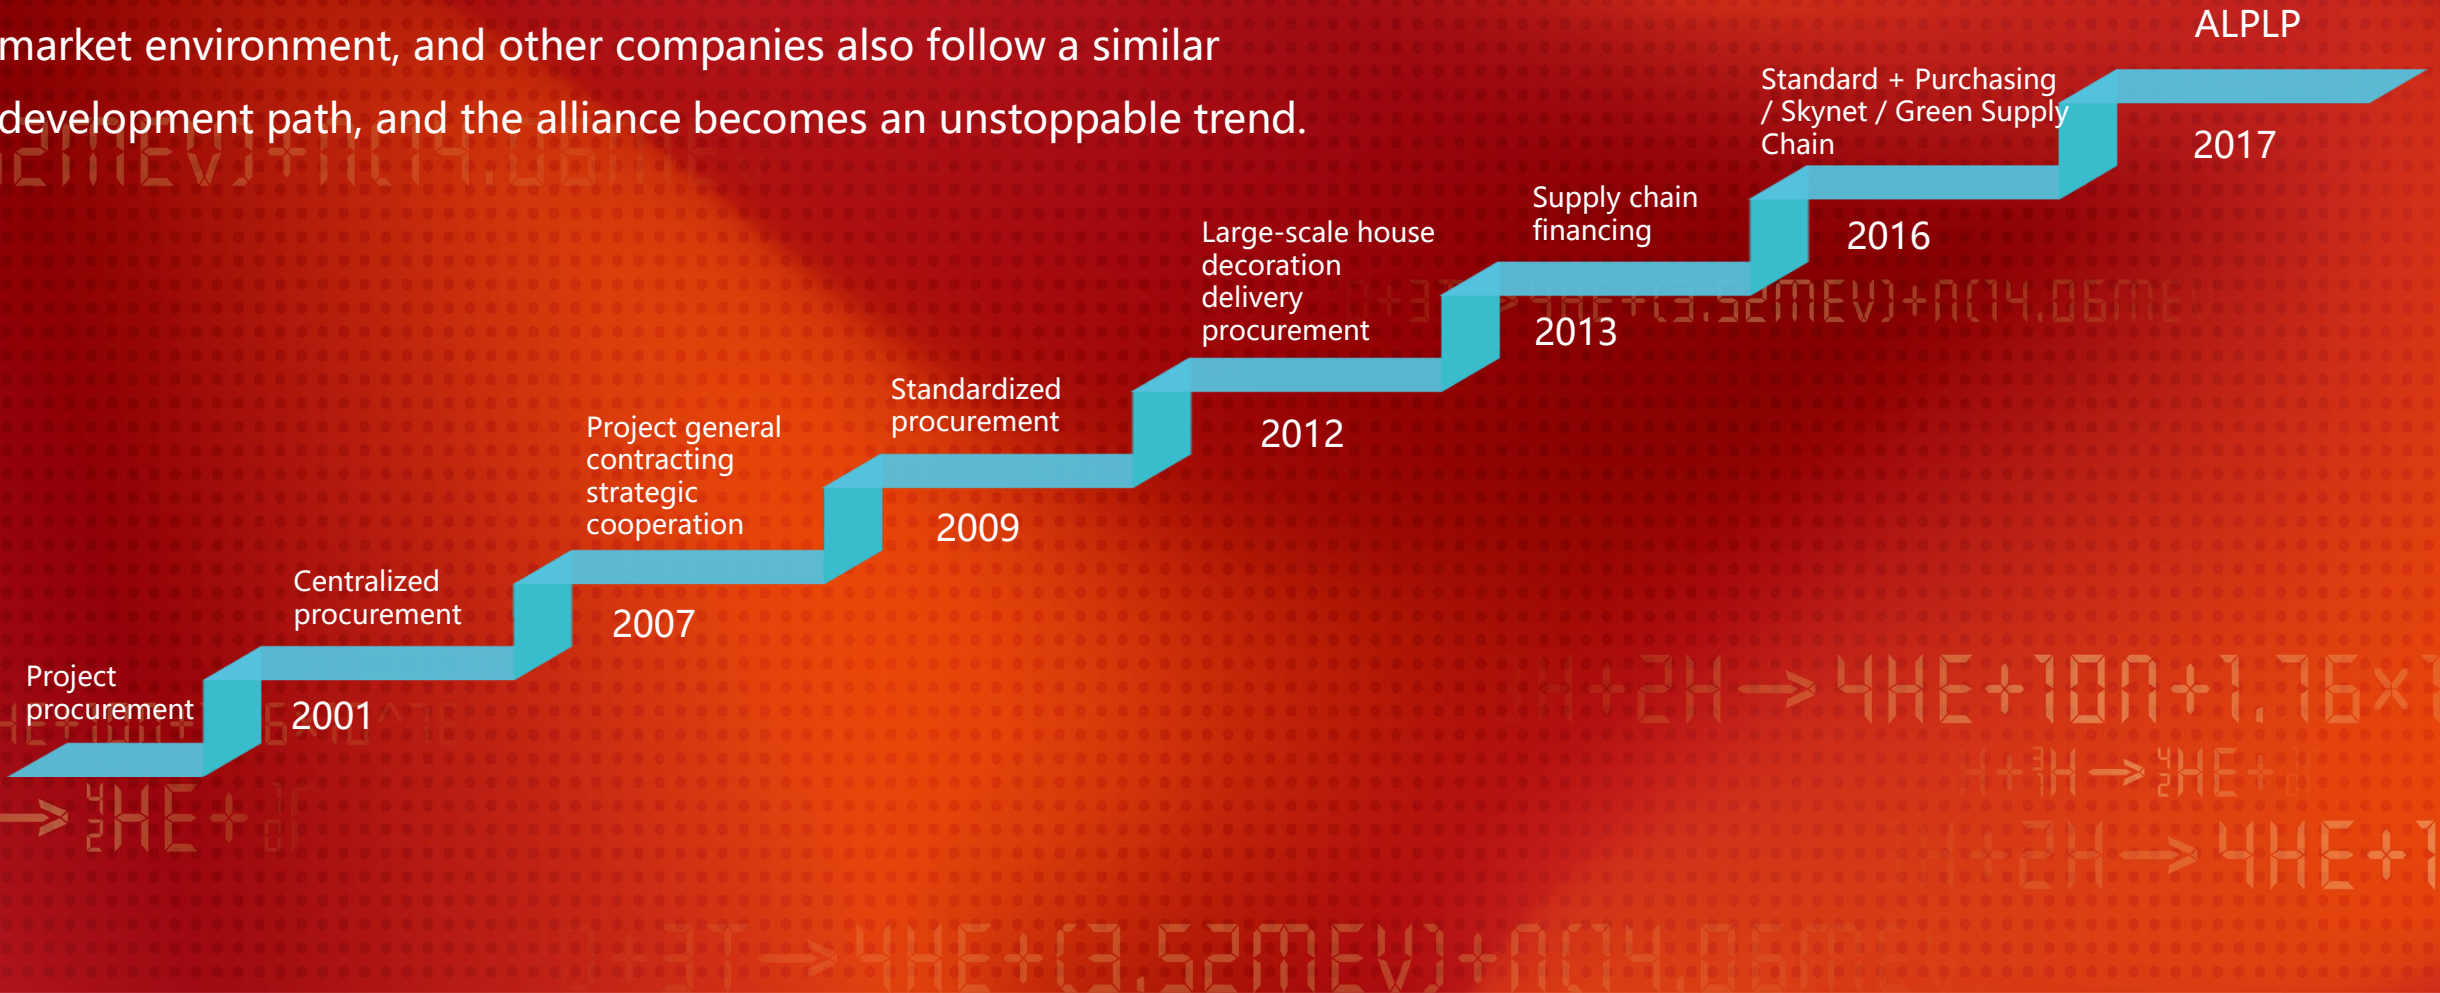 market environment, and other companies also follow a similar
development path, and the alliance becomes an unstoppable trend.
Project
procurement
Centralized
procurement
2001
Project general
contracting
strategic
cooperation
2007
Standardized
procurement
2009
Large-scale house
decoration
delivery
procurement
2012
Supply chain
financing
2013
Standard + Purchasing
/ Skynet / Green Supply
Chain
2016
ALPLP
2017